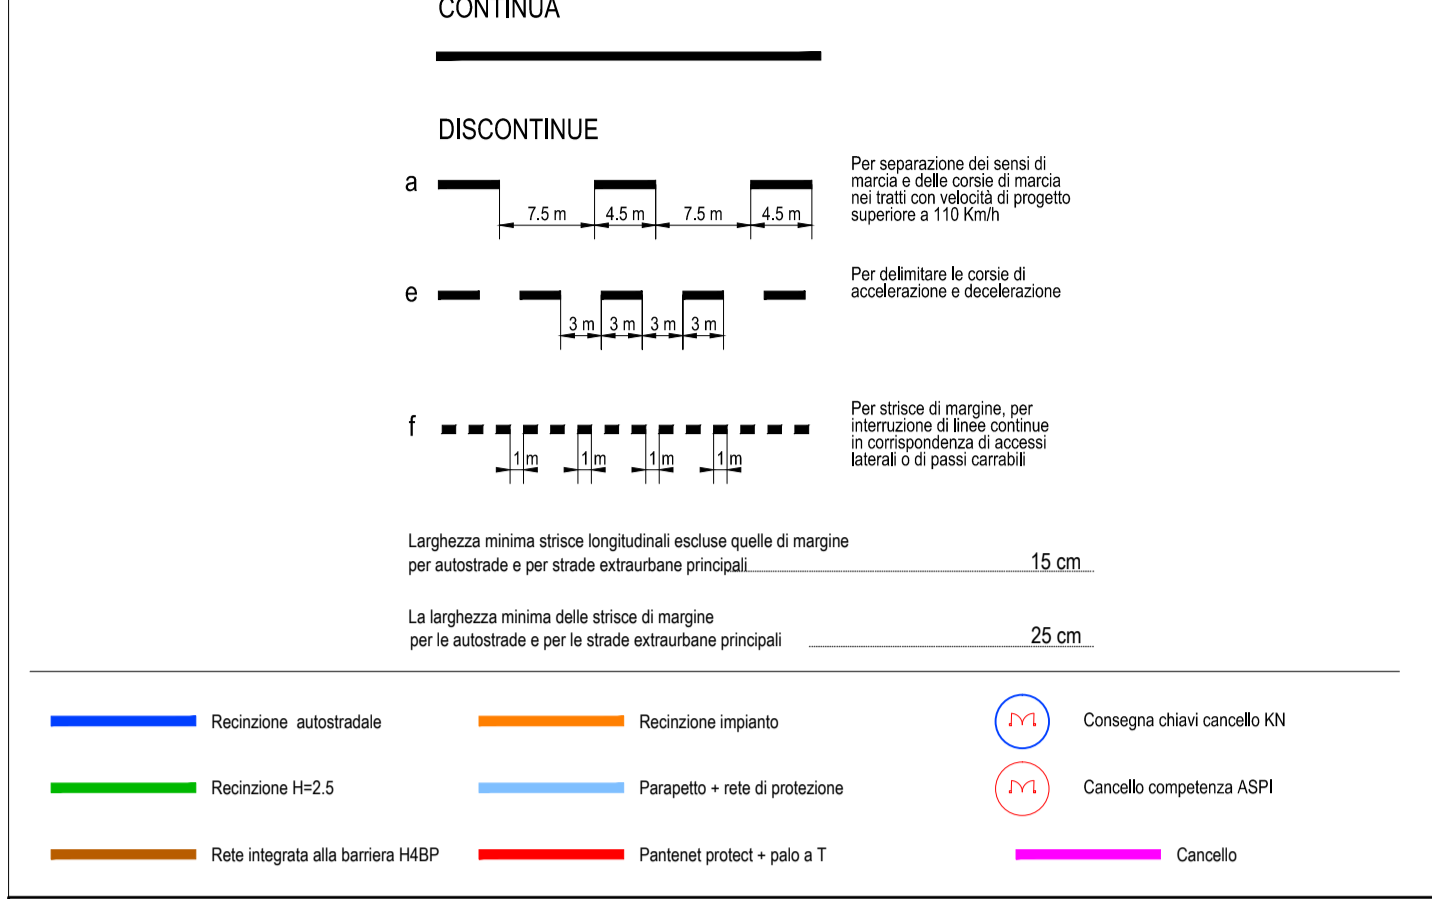 CONTINUA
DISCONTINUE
a
7.5 m 4.5 m 7.5 m 4.5 m
Per separazione dei sensi di
marcia e delle corsie di marcia
nei tratti con velocità di progetto
superiore a 110 Km/h
e
3 m 3 m 3 m 3 m
Per delimitare le corsie di
accelerazione e decelerazione
f
1 m 1 m 1 m 1 m
Per strisce di margine, per
interruzione di linee continue
in corrispondenza di accessi
laterali o di passi carrabili
Larghezza minima strisce longitudinali escluse quelle di margine
per autostrade e per strade extraurbane principali 15 cm
La larghezza minima delle strisce di margine
per le autostrade e per le strade extraurbane principali 25 cm
Recinzione autostradale
Recinzione impianto
Consegna chiavi cancello KN
Recinzione H=2.5
Parapetto + rete di protezione
Cancello competenza ASPI
Rete integrata alla barriera H4BP
Pantenet protect + palo a T
Cancello